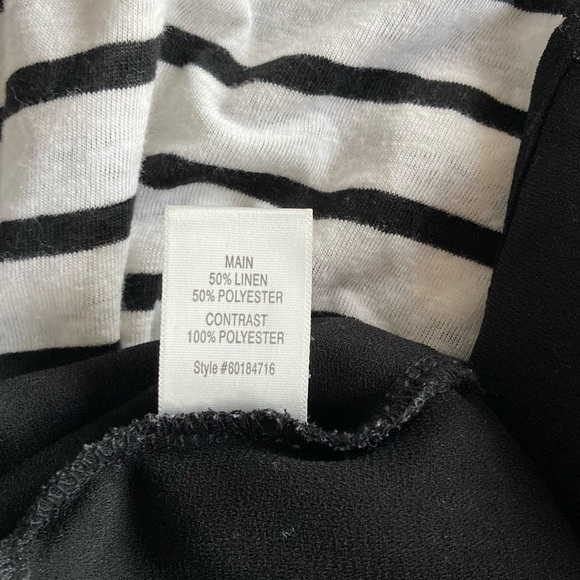 MAIN
50% LINEN
50% POLYESTER
CONTRAST
100% POLYESTER
Style #60184716